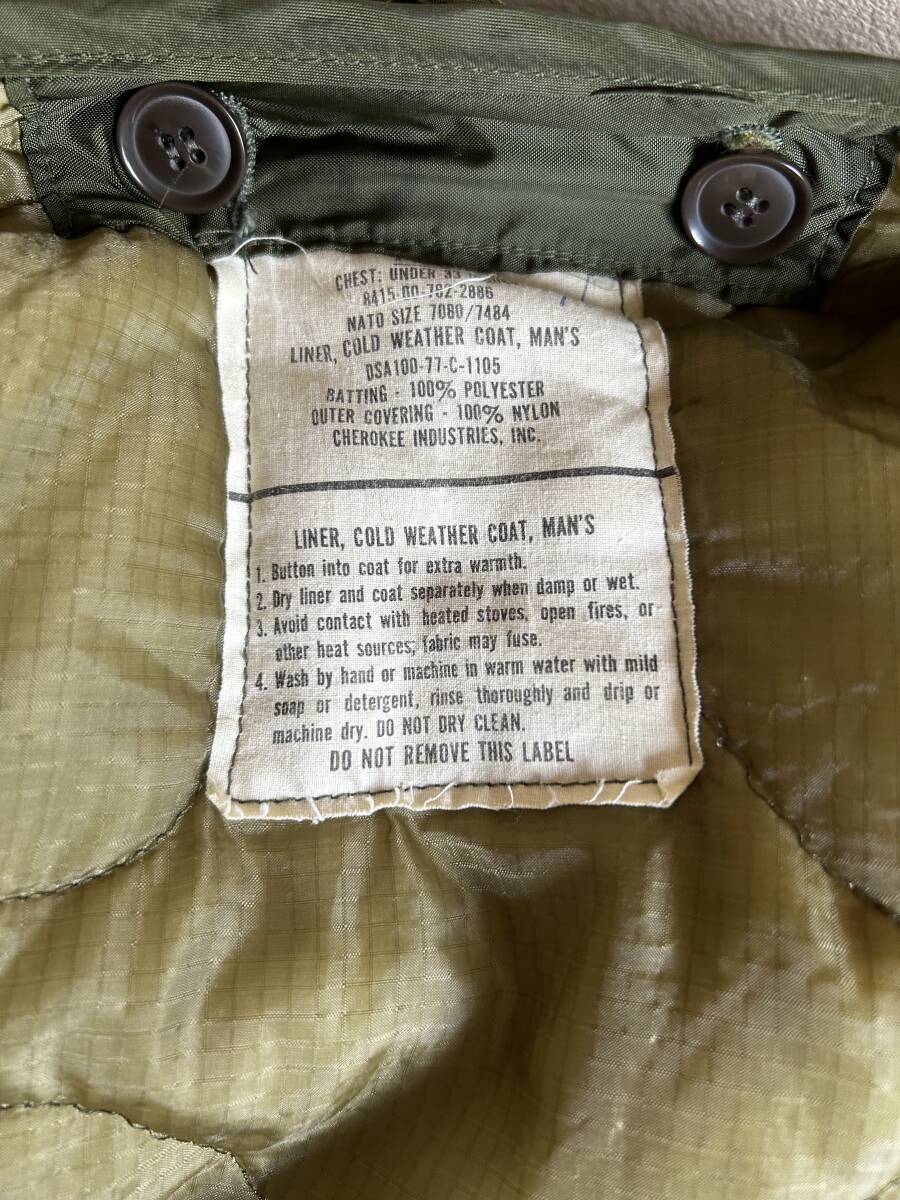 CHEST: UNDER 33
8415-00-782-2886
NATO SIZE 7080/7484
LINER, COLD WEATHER COAT, MAN'S
DSA100-77-C-1105
BATTING - 100% POLYESTER
OUTER COVERING - 100% NYLON
CHEROKEE INDUSTRIES, INC.
LINER, COLD WEATHER COAT, MAN'S
1. Button into coat for extra warmth.
2. Dry liner and coat separately when damp or wet.
3. Avoid contact with heated stoves, open fires, or
other heat sources; fabric may fuse.
4. Wash by hand or machine in warm water with mild
soap or detergent, rinse thoroughly and drip or
machine dry. DO NOT DRY CLEAN.
DO NOT REMOVE THIS LABEL